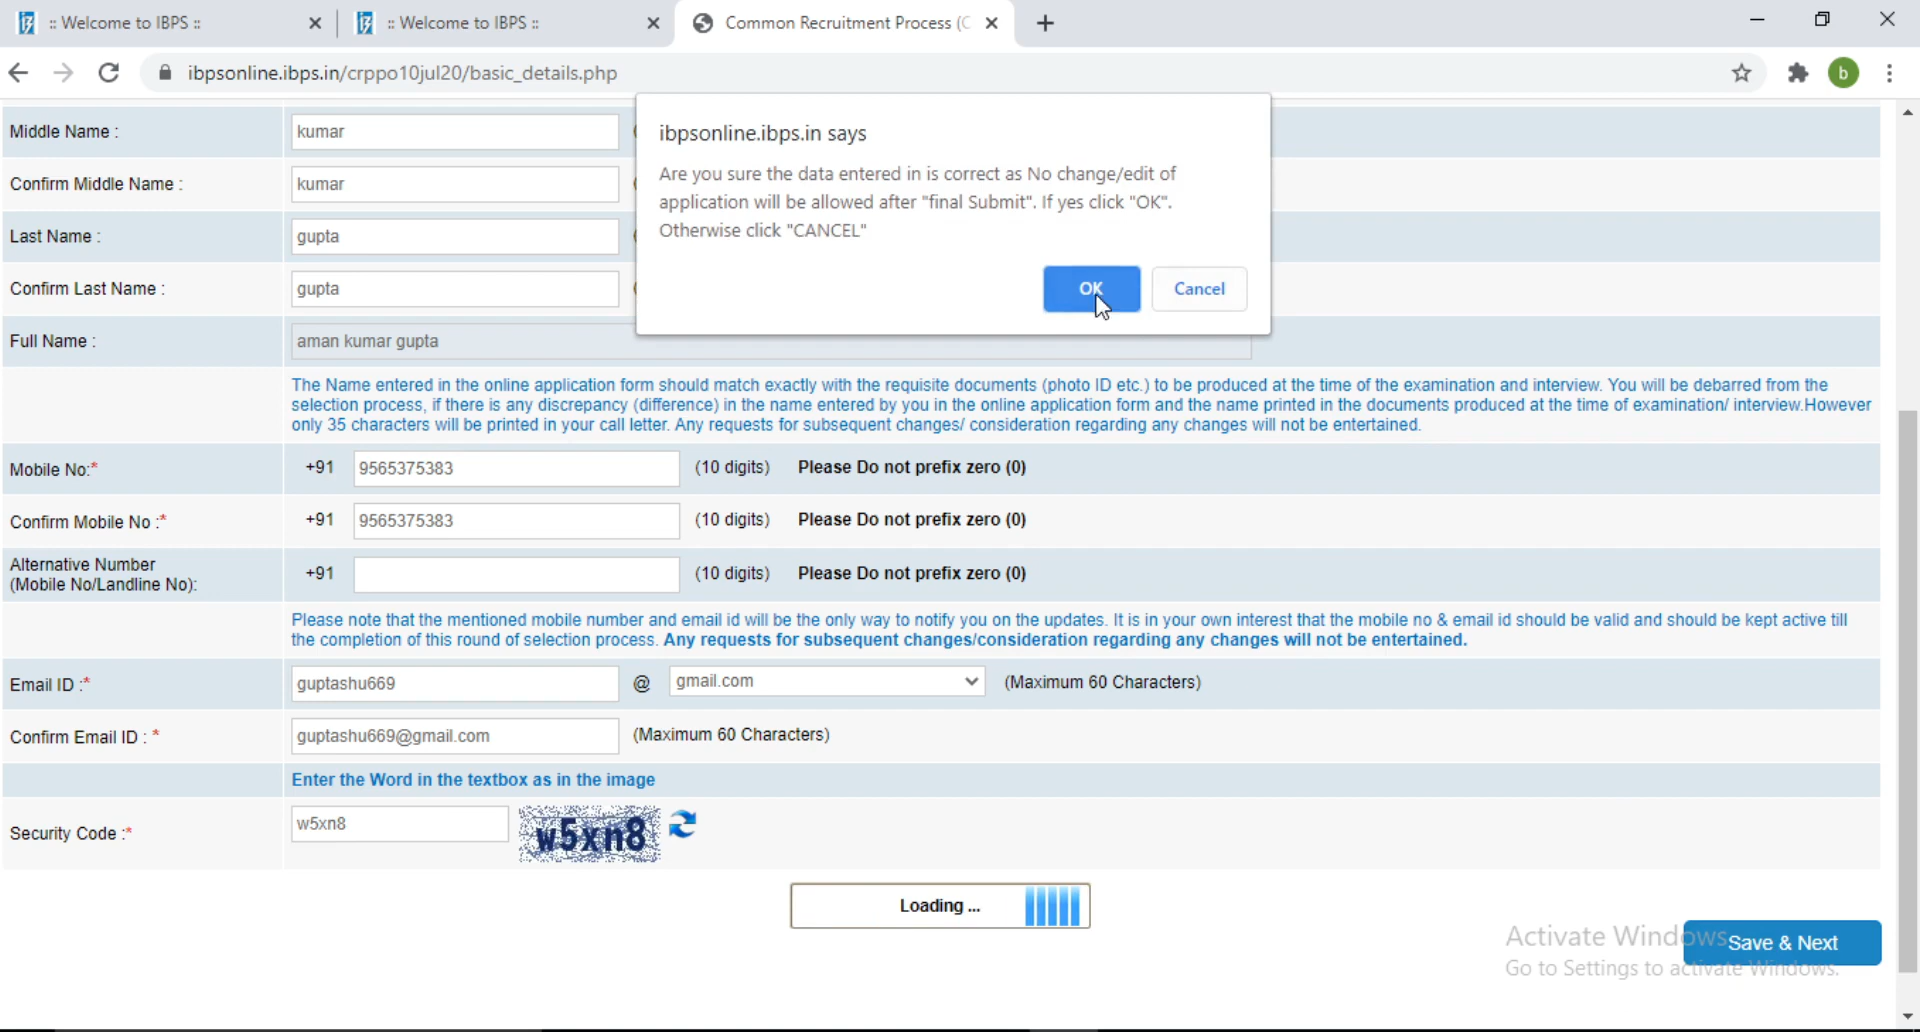 :: Welcome to IBPS ::
:: Welcome to IBPS ::
Common Recruitment Process (C
ibpsonline.ibps.in/crppo10jul20/basic_details.php
b
ibpsonline.ibps.in says
Are you sure the data entered in is correct as No change/edit of
application will be allowed after "final Submit". If yes click "OK".
Otherwise click "CANCEL"
OK
Cancel
Middle Name :
kumar
Confirm Middle Name :
kumar
Last Name :
gupta
Confirm Last Name :
gupta
Full Name :
aman kumar gupta
The Name entered in the online application form should match exactly with the requisite documents (photo ID etc.) to be produced at the time of the examination and interview. You will be debarred from the
selection process, if there is any discrepancy (difference) in the name entered by you in the online application form and the name printed in the documents produced at the time of examination/ interview.However
only 35 characters will be printed in your call letter. Any requests for subsequent changes/ consideration regarding any changes will not be entertained.
Mobile No:* +91 9565375383 (10 digits) Please Do not prefix zero (0)
Confirm Mobile No :* +91 9565375383 (10 digits) Please Do not prefix zero (0)
Alternative Number
(Mobile No/Landline No):
+91 (10 digits) Please Do not prefix zero (0)
Please note that the mentioned mobile number and email id will be the only way to notify you on the updates. It is in your own interest that the mobile no & email id should be valid and should be kept active till
the completion of this round of selection process. Any requests for subsequent changes/consideration regarding any changes will not be entertained.
Email ID :* guptashu669 @ gmail.com (Maximum 60 Characters)
Confirm Email ID : * guptashu669@gmail.com (Maximum 60 Characters)
Enter the Word in the textbox as in the image
Security Code :* w5xn8 w5xn8
Loading ...
Save & Next
Activate Windows
Go to Settings to activate Windows.